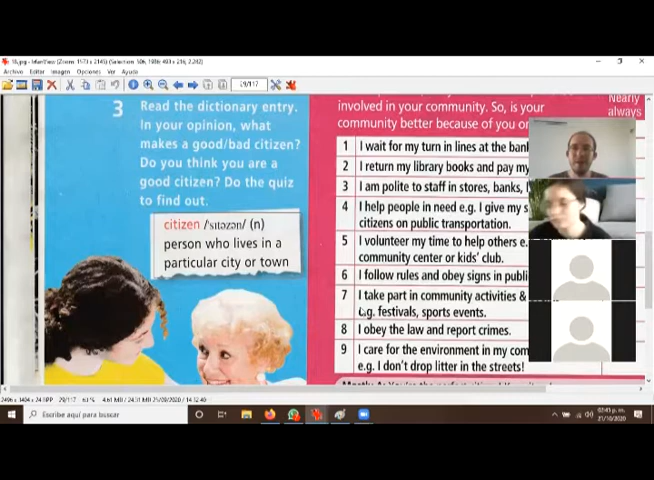 Archivo Editar Imagen Opciones Ver Ayuda
29/117
3
Read the dictionary entry.
In your opinion, what
makes a good/bad citizen?
Do you think you are a
good citizen? Do the quiz
to find out.
citizen /'sɪtəzən/ (n)
person who lives in a
particular city or town
involved in your community. So, is your
community better because of you or
Nearly
always
1 I wait for my turn in lines at the bank
2 I return my library books and pay my
3 I am polite to staff in stores, banks,
4 I help people in need e.g. I give my s
citizens on public transportation.
5 I volunteer my time to help others e.
community center or kids' club.
6 I follow rules and obey signs in publi
7 I take part in community activities &
e.g. festivals, sports events.
8 I obey the law and report crimes.
9 I care for the environment in my com
e.g. I don't drop litter in the streets!
29/117
Escribe aquí para buscar
02:45 p. m.
21/10/2020